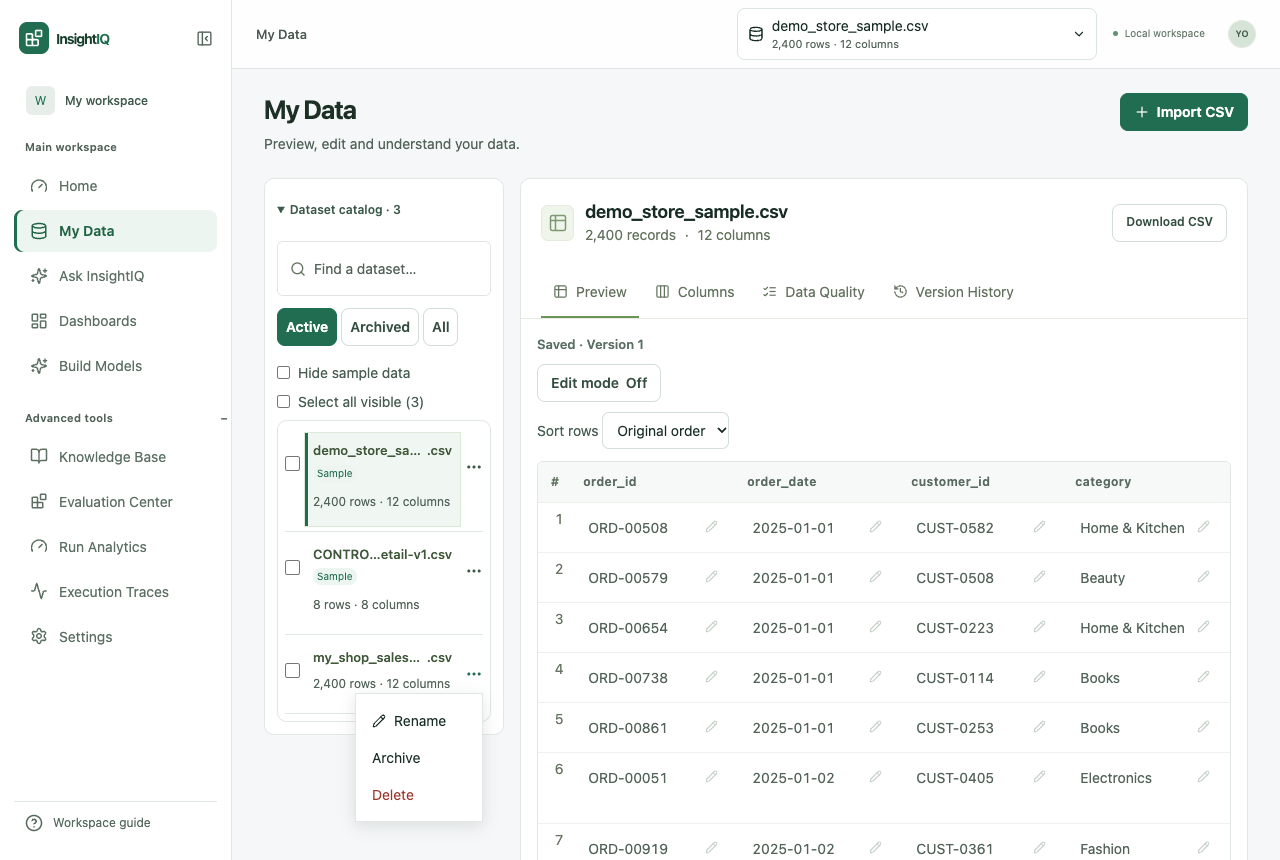 InsightIQ
My Data
demo_store_sample.csv
2,400 rows · 12 columns
Local workspace
YO
W
My workspace
Main workspace
Home
My Data
Ask InsightIQ
Dashboards
Build Models
Advanced tools
Knowledge Base
Evaluation Center
Run Analytics
Execution Traces
Settings
Workspace guide
My Data
Preview, edit and understand your data.
+ Import CSV
▾ Dataset catalog · 3
Find a dataset...
Active Archived All
Hide sample data
Select all visible (3)
demo_store_sa... .csv
Sample
2,400 rows · 12 columns
CONTRO...etail-v1.csv
Sample
8 rows · 8 columns
my_shop_sales... .csv
2,400 rows · 12 columns
Rename
Archive
Delete
demo_store_sample.csv
2,400 records · 12 columns
Download CSV
Preview Columns Data Quality Version History
Saved · Version 1
Edit mode Off
Sort rows Original order
# order_id order_date customer_id category
1 ORD-00508 2025-01-01 CUST-0582 Home & Kitchen
2 ORD-00579 2025-01-01 CUST-0508 Beauty
3 ORD-00654 2025-01-01 CUST-0223 Home & Kitchen
4 ORD-00738 2025-01-01 CUST-0114 Books
5 ORD-00861 2025-01-01 CUST-0253 Books
6 ORD-00051 2025-01-02 CUST-0405 Electronics
7 ORD-00919 2025-01-02 CUST-0361 Fashion